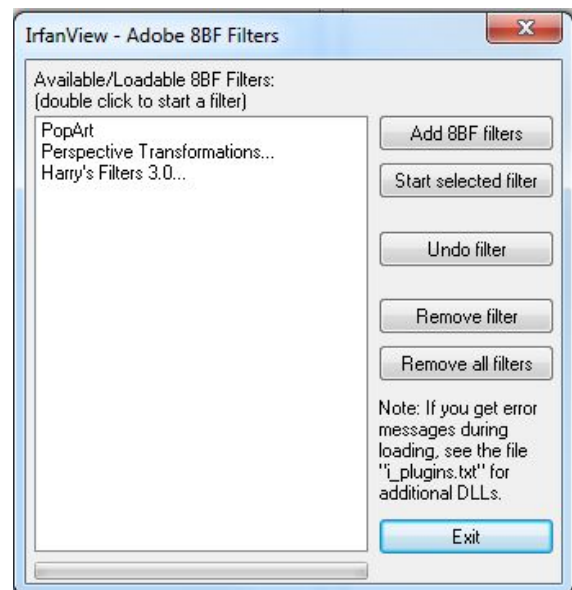 IrfanView - Adobe 8BF Filters
Available/Loadable 8BF Filters:
(double click to start a filter)
PopArt
Perspective Transformations...
Harry's Filters 3.0...
Add 8BF filters
Start selected filter
Undo filter
Remove filter
Remove all filters
Note: If you get error
messages during
loading, see the file
"i_plugins.txt" for
additional DLLs.
Exit